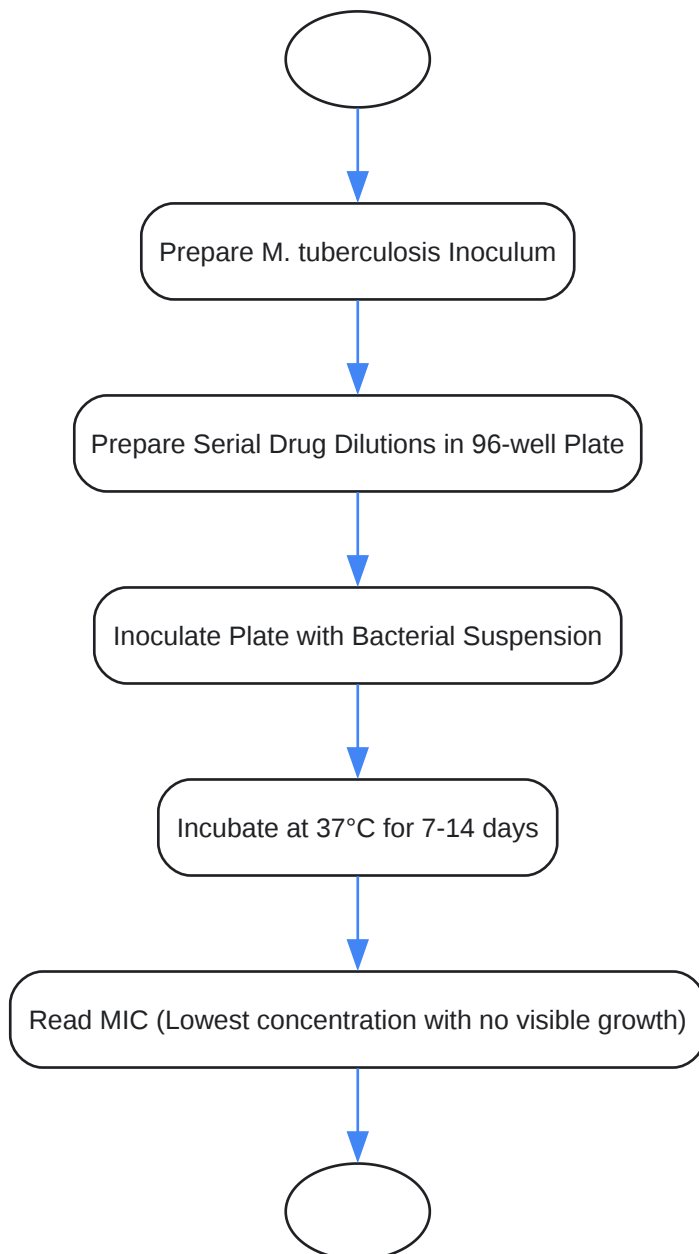 Prepare M. tuberculosis Inoculum
Prepare Serial Drug Dilutions in 96-well Plate
Inoculate Plate with Bacterial Suspension
Incubate at 37°C for 7-14 days
Read MIC (Lowest concentration with no visible growth)